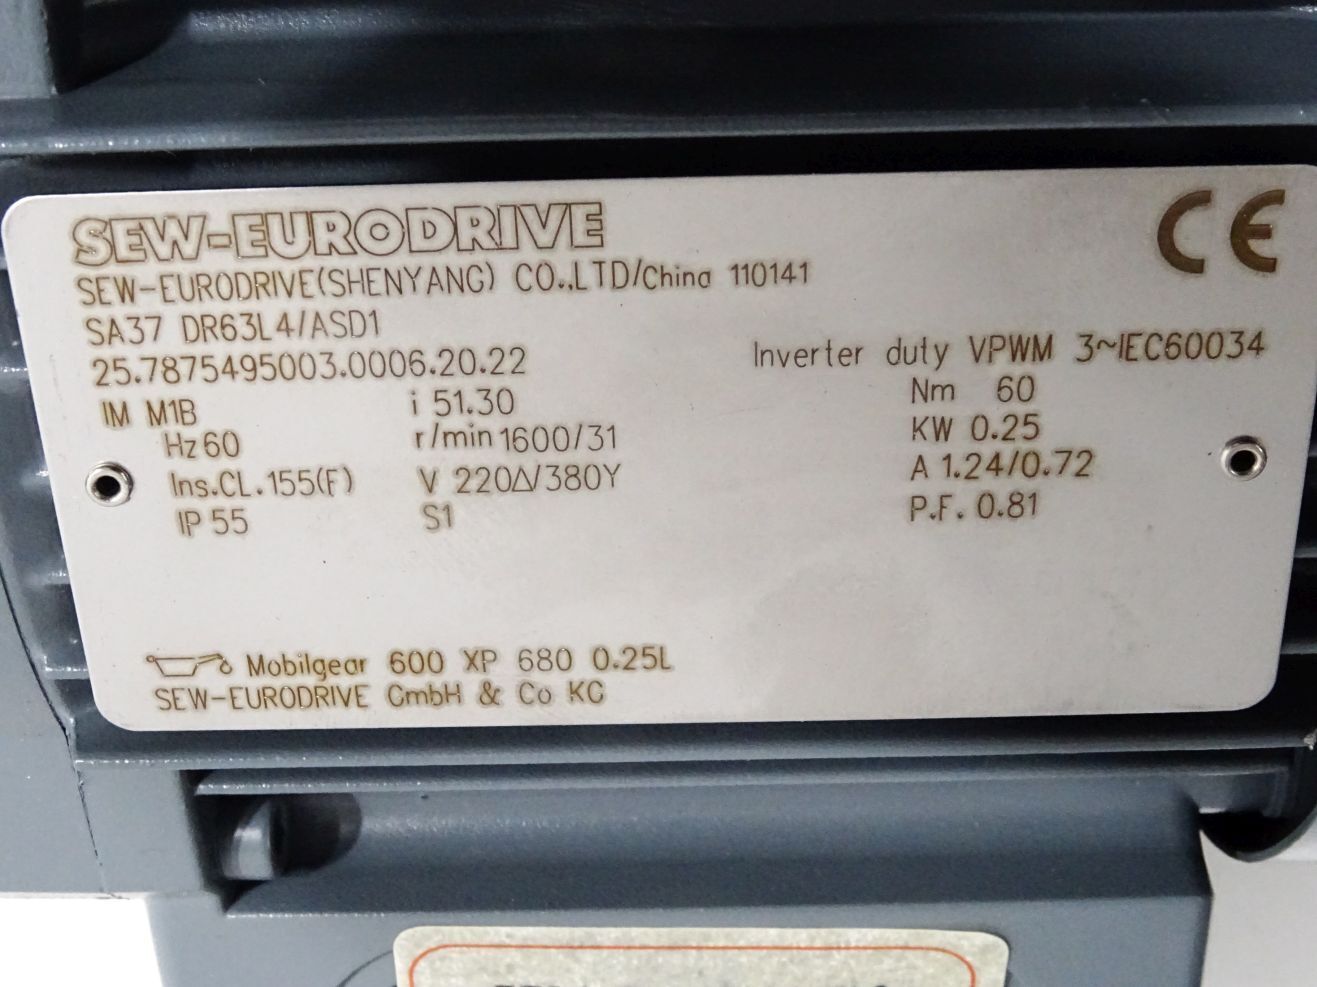 SEW-EURODRIVE CE
SEW-EURODRIVE(SHENYANG) CO.,LTD/China 110141
SA37 DR63L4/ASD1
25.7875495003.0006.20.22 Inverter duty VPWM 3~IEC60034
IM M1B i 51.30 Nm 60
Hz 60 r/min 1600/31 KW 0.25
Ins.CL.155(F) V 220Δ/380Y A 1.24/0.72
IP 55 S1 P.F. 0.81
Mobilgear 600 XP 680 0.25L
SEW-EURODRIVE GmbH & Co KG